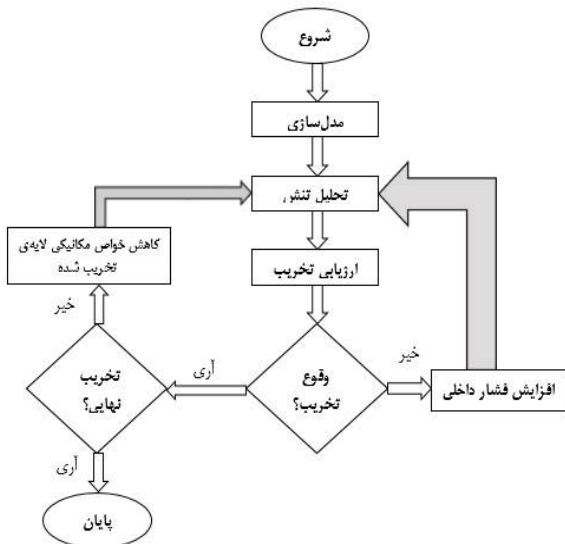 شروع
مدل‌سازی
تحلیل تنش
کاهش خواص مکانیکی لایه‌ی
تخریب شده
ارزیابی تخریب
خیر
وقوع
تخریب؟
خیر
افزایش فشار داخلی
آری
تخریب
نهایی؟
آری
پایان